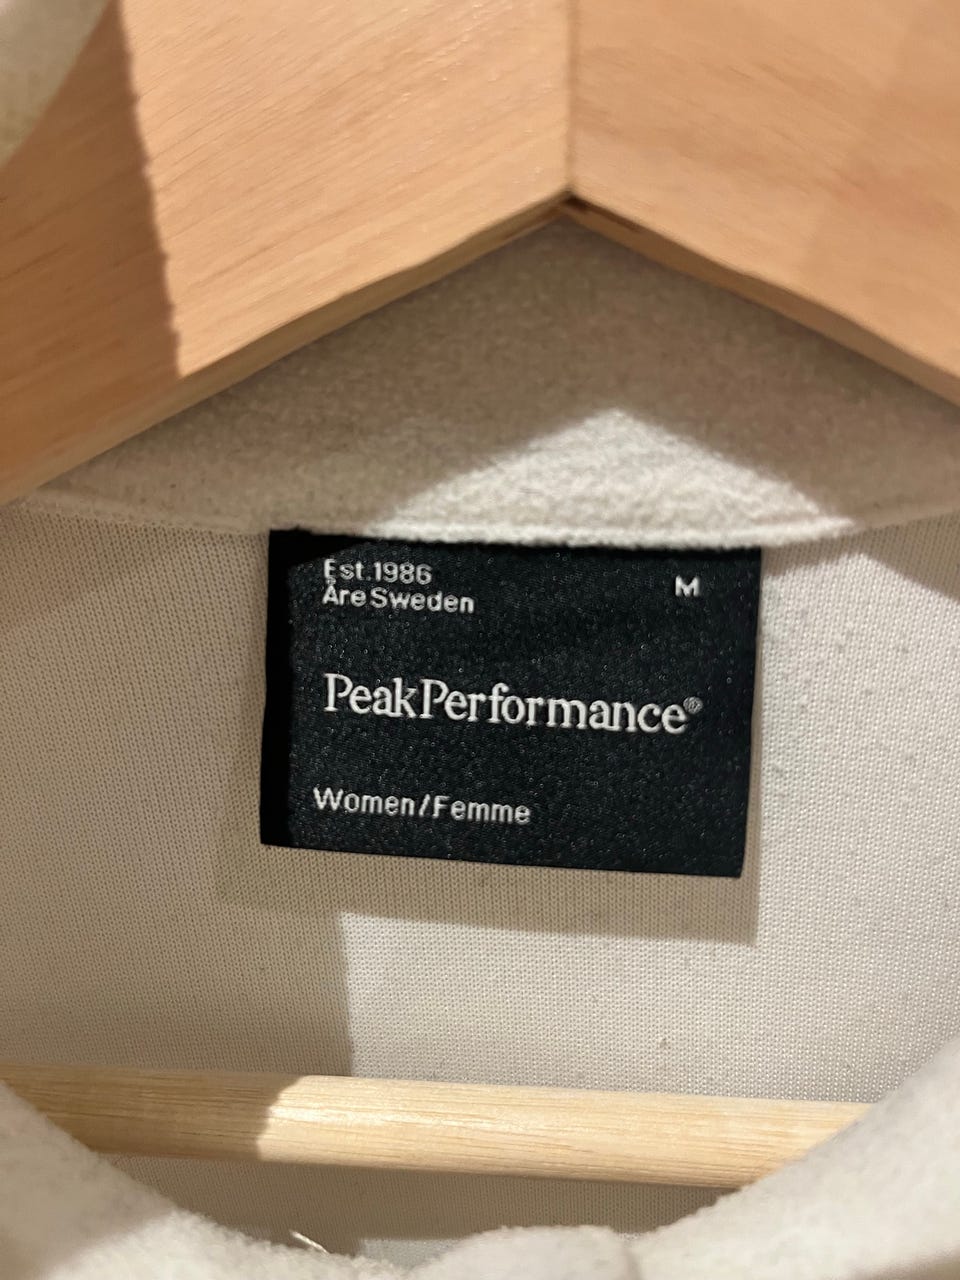 Est.1986
M
Åre Sweden
PeakPerformance®
Women/Femme